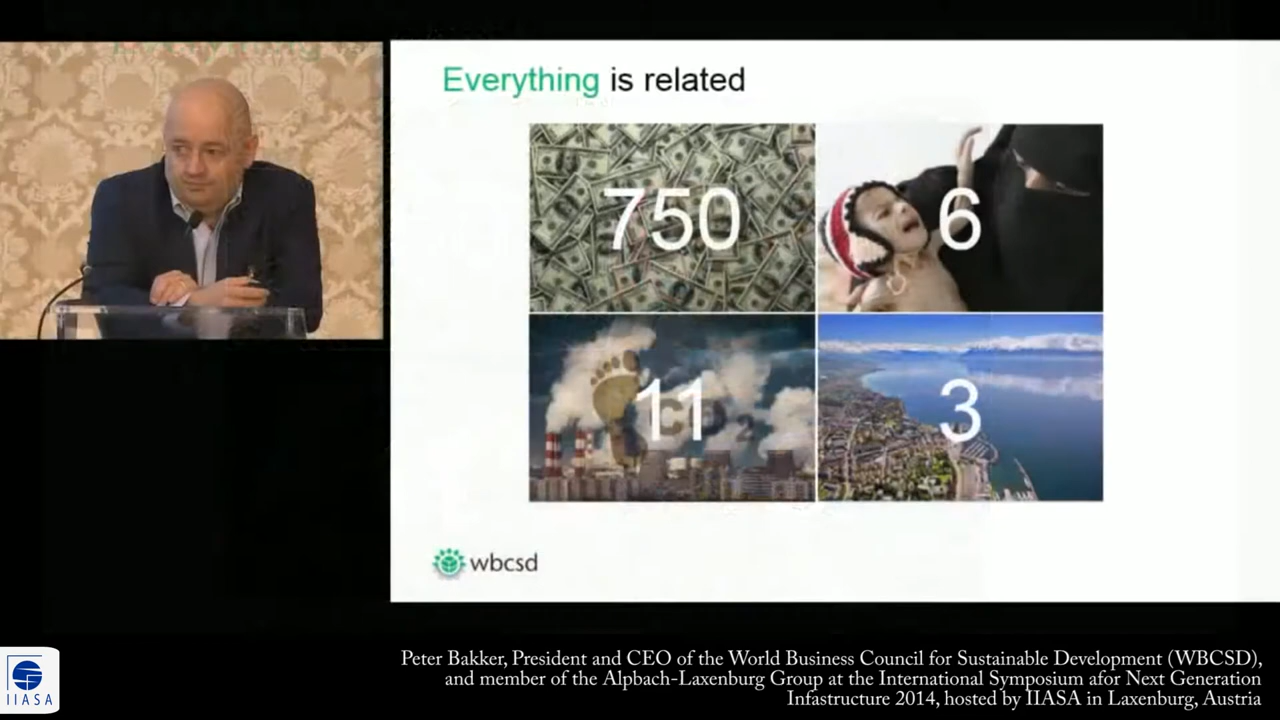 Everything is related
750
6
11
CO2
3
wbcsd
Peter Bakker, President and CEO of the World Business Council for Sustainable Development (WBCSD),
and member of the Alpbach-Laxenburg Group at the International Symposium afor Next Generation
Infastructure 2014, hosted by IIASA in Laxenburg, Austria
IIASA